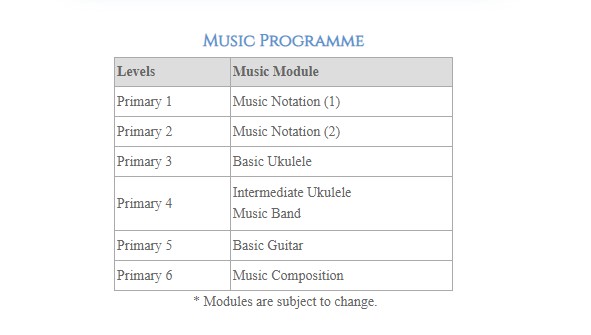 Music Programme
Levels Music Module
Primary 1 Music Notation (1)
Primary 2 Music Notation (2)
Primary 3 Basic Ukulele
Primary 4 Intermediate Ukulele
Music Band
Primary 5 Basic Guitar
Primary 6 Music Composition
* Modules are subject to change.